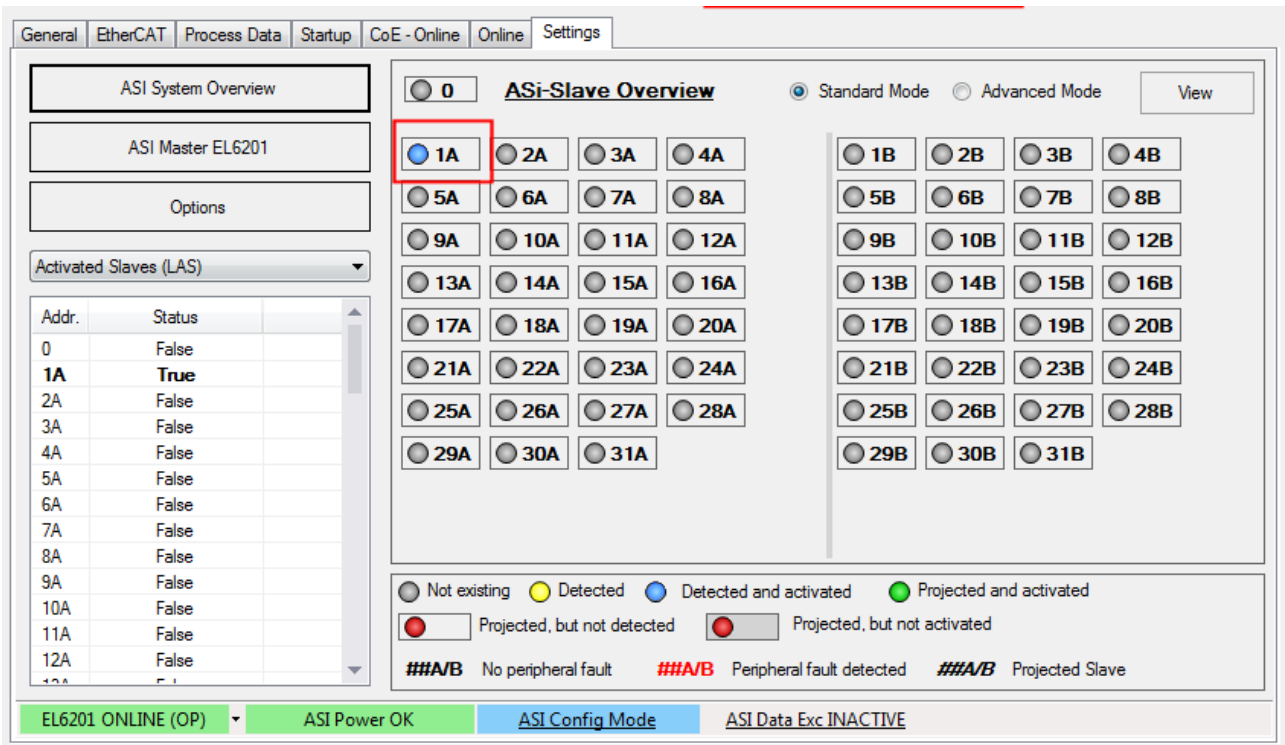 General EtherCAT Process Data Startup CoE - Online Online Settings
ASI System Overview
ASI Master EL6201
Options
Activated Slaves (LAS)
Addr. Status
0 False
1A True
2A False
3A False
4A False
5A False
6A False
7A False
8A False
9A False
10A False
11A False
12A False
0 ASi-Slave Overview Standard Mode Advanced Mode View
1A 2A 3A 4A 1B 2B 3B 4B
5A 6A 7A 8A 5B 6B 7B 8B
9A 10A 11A 12A 9B 10B 11B 12B
13A 14A 15A 16A 13B 14B 15B 16B
17A 18A 19A 20A 17B 18B 19B 20B
21A 22A 23A 24A 21B 22B 23B 24B
25A 26A 27A 28A 25B 26B 27B 28B
29A 30A 31A 29B 30B 31B
Not existing Detected Detected and activated Projected and activated
Projected, but not detected Projected, but not activated
##A/B No peripheral fault ##A/B Peripheral fault detected ##A/B Projected Slave
EL6201 ONLINE (OP) ASI Power OK ASI Config Mode ASI Data Exc INACTIVE